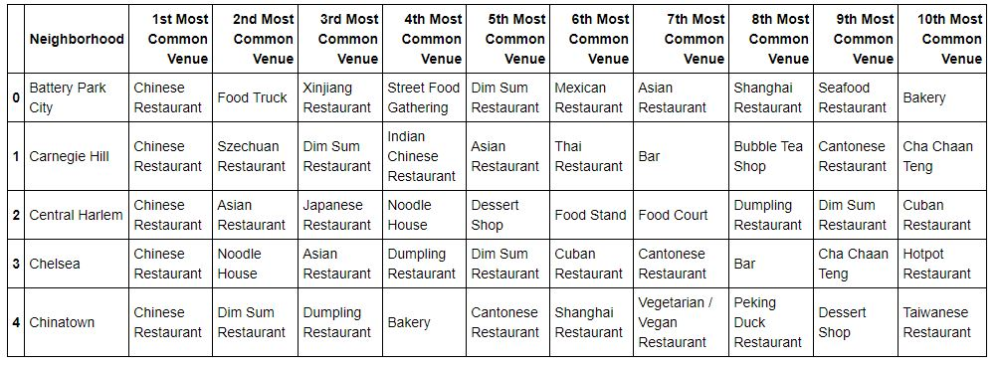 Neighborhood 1st Most Common Venue 2nd Most Common Venue 3rd Most Common Venue 4th Most Common Venue 5th Most Common Venue 6th Most Common Venue 7th Most Common Venue 8th Most Common Venue 9th Most Common Venue 10th Most Common Venue
0 Battery Park City Chinese Restaurant Food Truck Xinjiang Restaurant Street Food Gathering Dim Sum Restaurant Mexican Restaurant Asian Restaurant Shanghai Restaurant Seafood Restaurant Bakery
1 Carnegie Hill Chinese Restaurant Szechuan Restaurant Dim Sum Restaurant Indian Chinese Restaurant Asian Restaurant Thai Restaurant Bar Bubble Tea Shop Cantonese Restaurant Cha Chaan Teng
2 Central Harlem Chinese Restaurant Asian Restaurant Japanese Restaurant Noodle House Dessert Shop Food Stand Food Court Dumpling Restaurant Dim Sum Restaurant Cuban Restaurant
3 Chelsea Chinese Restaurant Noodle House Asian Restaurant Dumpling Restaurant Dim Sum Restaurant Cuban Restaurant Cantonese Restaurant Bar Cha Chaan Teng Hotpot Restaurant
4 Chinatown Chinese Restaurant Dim Sum Restaurant Dumpling Restaurant Bakery Cantonese Restaurant Shanghai Restaurant Vegetarian / Vegan Restaurant Peking Duck Restaurant Dessert Shop Taiwanese Restaurant